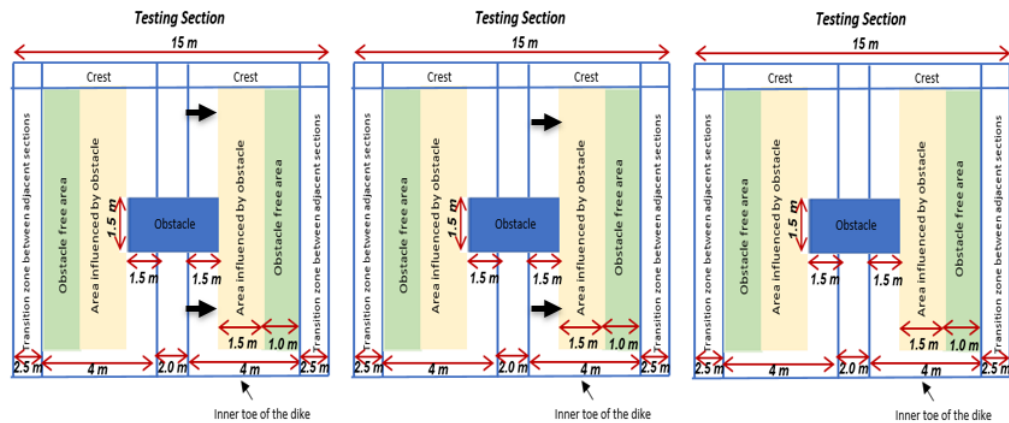 Testing Section
15 m
Crest
Crest
Transition zone between adjacent sections
Obstacle free area
Area influenced by obstacle
1.5 m
Obstacle
1.5 m
1.5 m
Area influenced by obstacle
Obstacle free area
Transition zone between adjacent sections
1.5 m
1.0 m
2.5 m
4 m
2.0 m
4 m
2.5 m
Inner toe of the dike
Testing Section
15 m
Crest
Crest
Transition zone between adjacent sections
Obstacle free area
Area influenced by obstacle
1.5 m
Obstacle
1.5 m
1.5 m
Area influenced by obstacle
Obstacle free area
Transition zone between adjacent sections
1.5 m
1.0 m
2.5 m
4 m
2.0 m
4 m
2.5 m
Inner toe of the dike
Testing Section
15 m
Crest
Crest
Transition zone between adjacent sections
Obstacle free area
Area influenced by obstacle
1.5 m
Obstacle
1.5 m
1.5 m
Area influenced by obstacle
Obstacle free area
Transition zone between adjacent sections
1.5 m
1.0 m
2.5 m
4 m
2.0 m
4 m
2.5 m
Inner toe of the dike